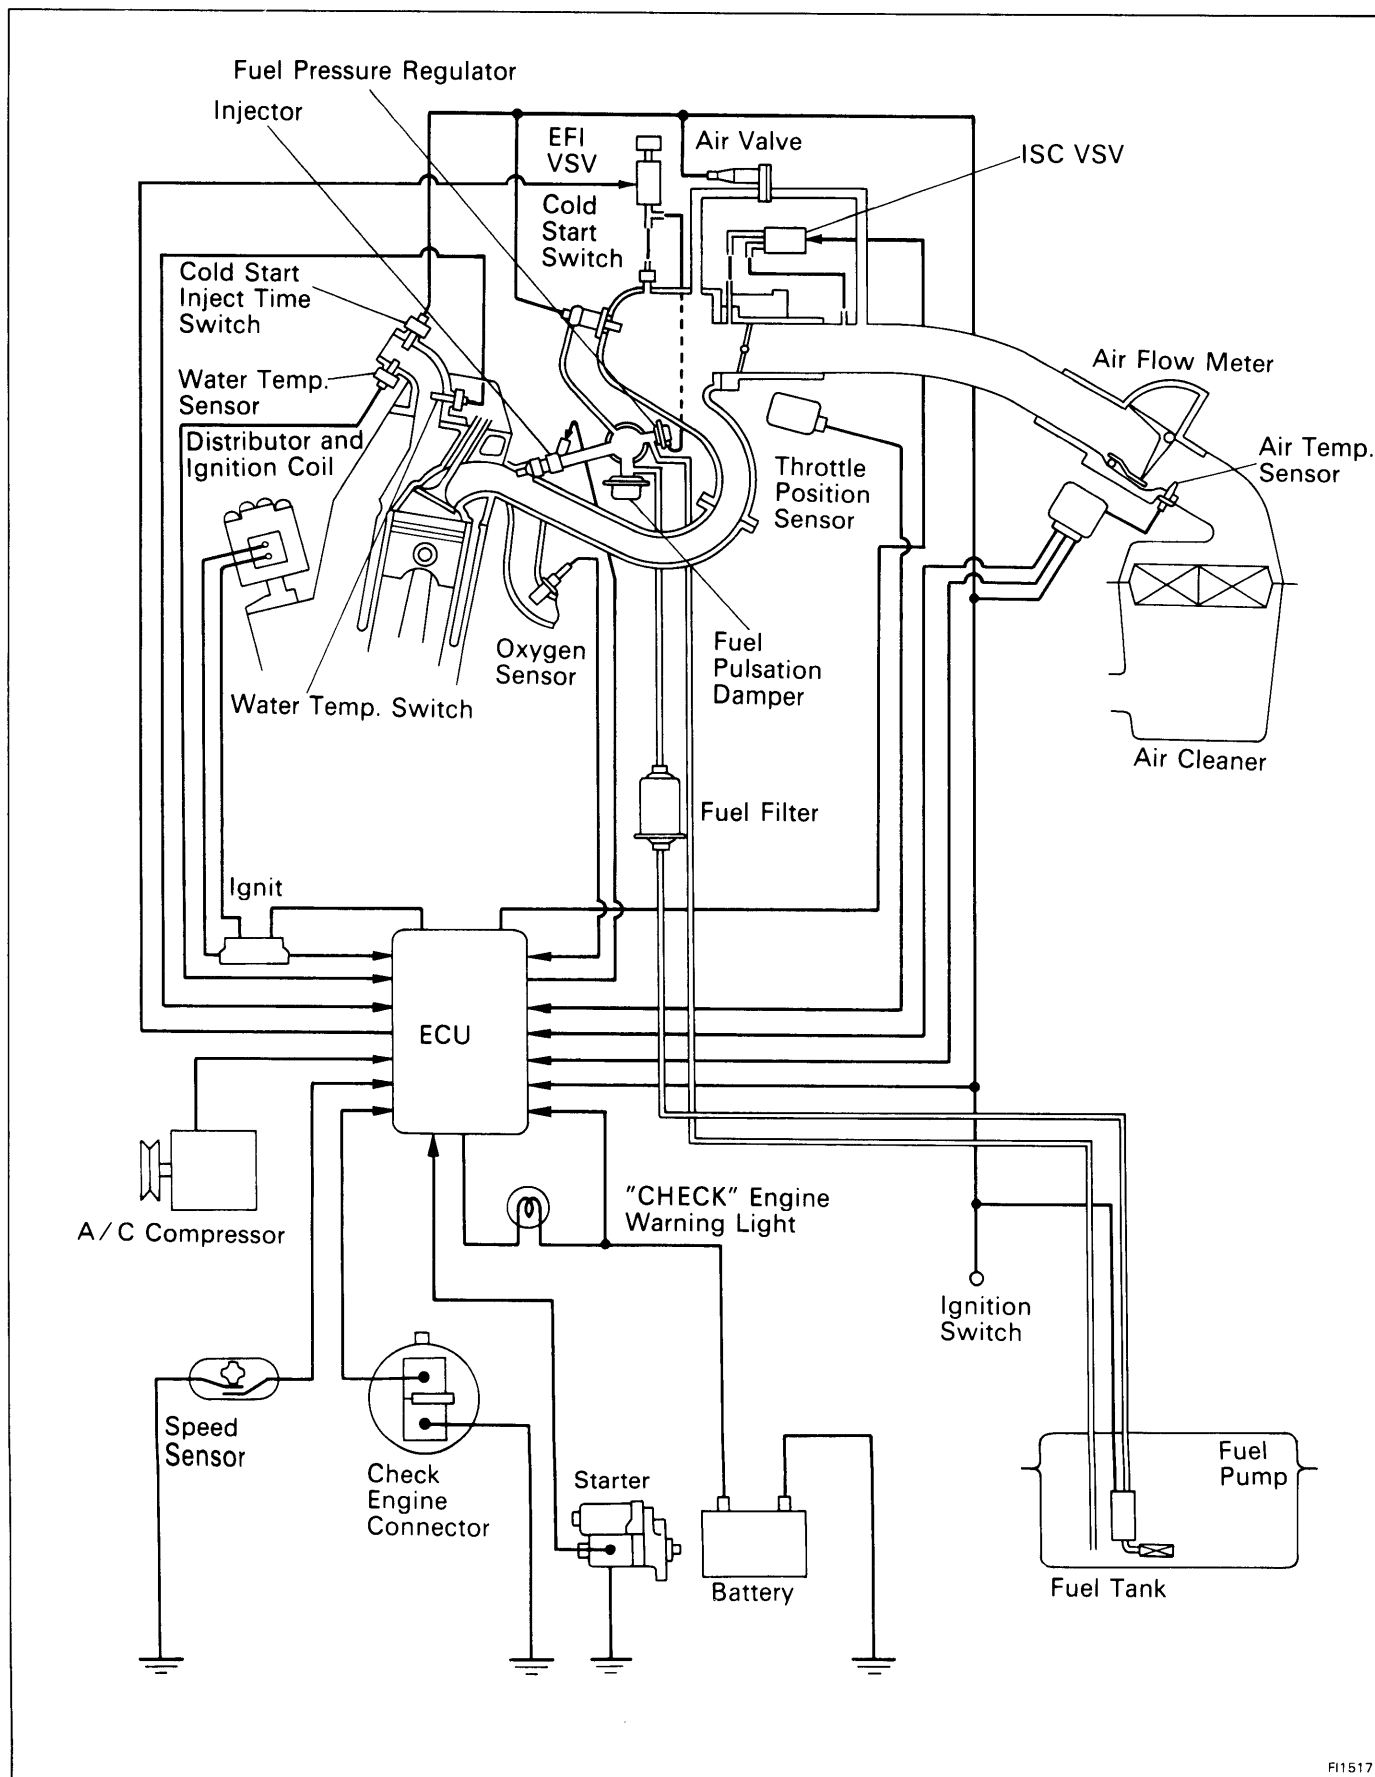 Fuel Pressure Regulator
Injector
EFI
VSV
Air Valve
ISC VSV
Cold
Start
Switch
Cold Start
Inject Time
Switch
Water Temp.
Sensor
Distributor and
Ignition Coil
Air Flow Meter
Air Temp.
Sensor
Throttle
Position
Sensor
Oxygen
Sensor
Fuel
Pulsation
Damper
Water Temp. Switch
Air Cleaner
Fuel Filter
Ignit
ECU
"CHECK" Engine
Warning Light
A/C Compressor
Ignition
Switch
Speed
Sensor
Check
Engine
Connector
Starter
Battery
Fuel
Pump
Fuel Tank
FI1517